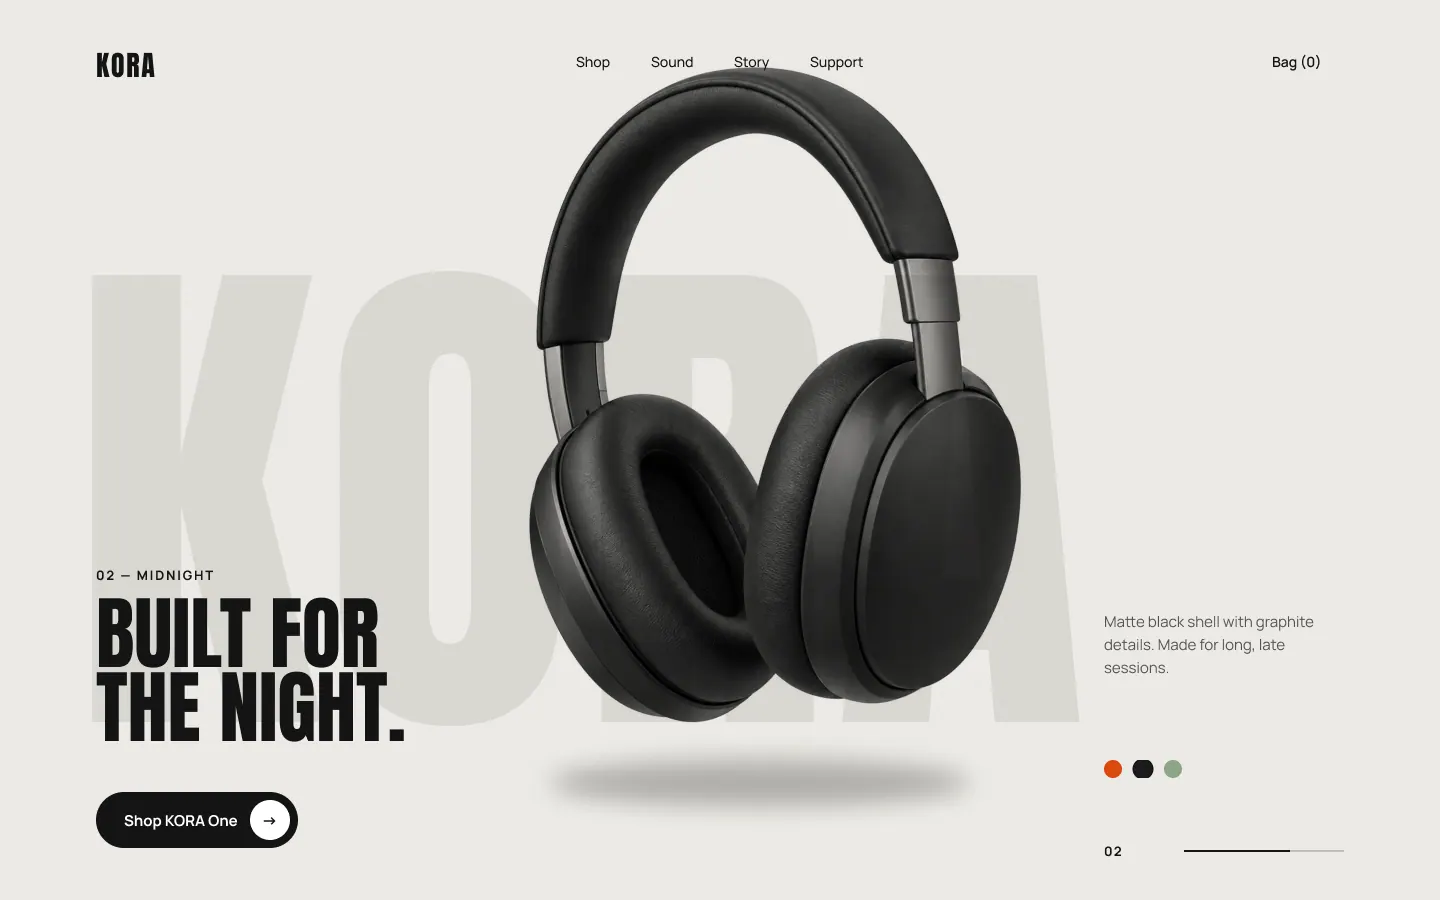 KORA
Shop Sound Story Support
Bag (0)
KORA
02 — MIDNIGHT
BUILT FOR
THE NIGHT.
Shop KORA One →
Matte black shell with graphite
details. Made for long, late
sessions.
02